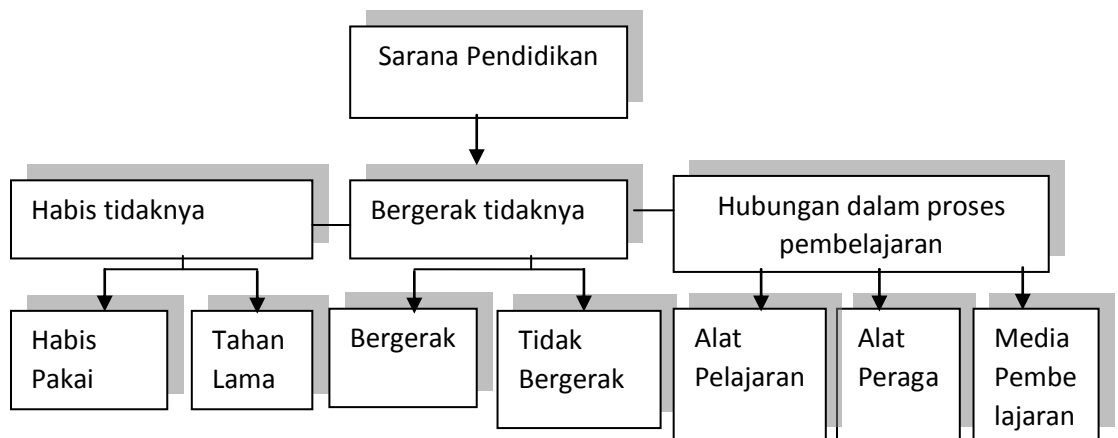 Sarana Pendidikan
Habis tidaknya
Bergerak tidaknya
Hubungan dalam proses
pembelajaran
Habis
Pakai
Tahan
Lama
Bergerak
Tidak
Bergerak
Alat
Pelajaran
Alat
Peraga
Media
Pembe
lajaran